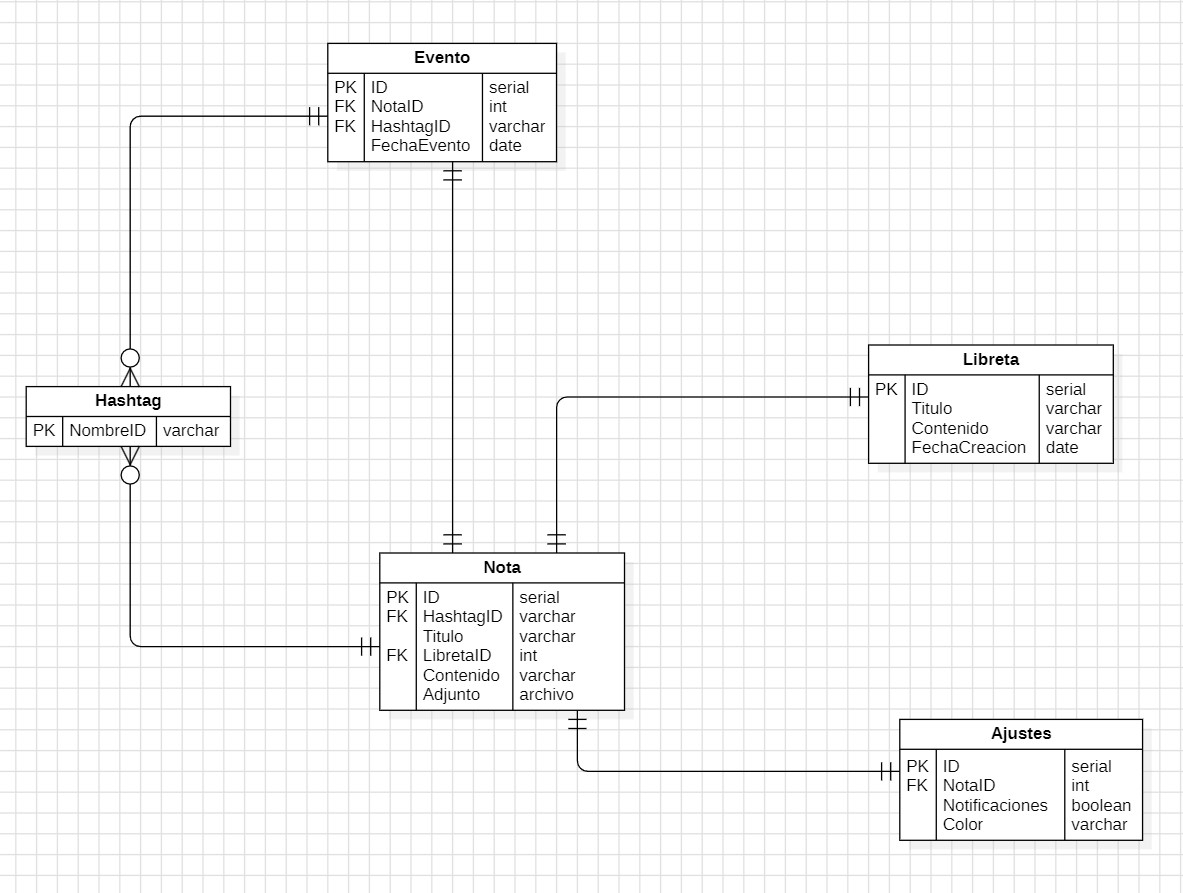 Evento
PK ID serial
FK NotaID int
FK HashtagID varchar
FechaEvento date
Libreta
PK ID serial
Titulo varchar
Contenido varchar
FechaCreacion date
Hashtag
PK NombreID varchar
Nota
PK ID serial
FK HashtagID varchar
Titulo varchar
FK LibretaID int
Contenido varchar
Adjunto archivo
Ajustes
PK ID serial
FK NotaID int
Notificaciones boolean
Color varchar